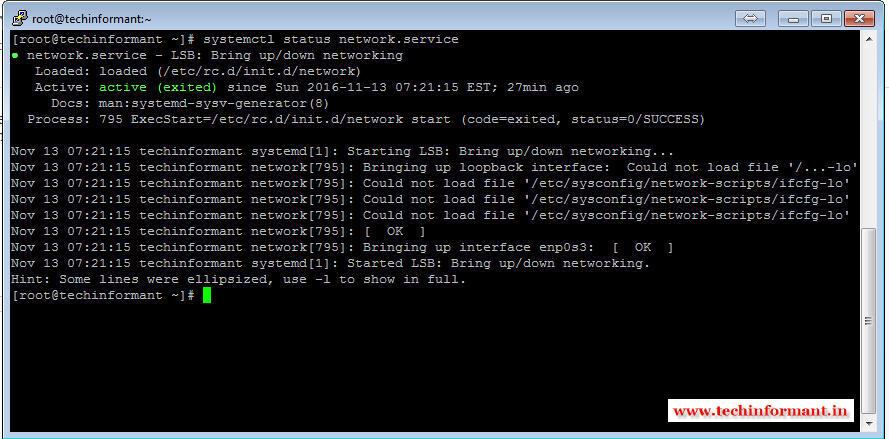 root@techinformant:~
[root@techinformant ~]# systemctl status network.service
● network.service - LSB: Bring up/down networking
   Loaded: loaded (/etc/rc.d/init.d/network)
   Active: active (exited) since Sun 2016-11-13 07:21:15 EST; 27min ago
     Docs: man:systemd-sysv-generator(8)
  Process: 795 ExecStart=/etc/rc.d/init.d/network start (code=exited, status=0/SUCCESS)

Nov 13 07:21:15 techinformant systemd[1]: Starting LSB: Bring up/down networking...
Nov 13 07:21:15 techinformant network[795]: Bringing up loopback interface:  Could not load file '/...-lo'
Nov 13 07:21:15 techinformant network[795]: Could not load file '/etc/sysconfig/network-scripts/ifcfg-lo'
Nov 13 07:21:15 techinformant network[795]: Could not load file '/etc/sysconfig/network-scripts/ifcfg-lo'
Nov 13 07:21:15 techinformant network[795]: Could not load file '/etc/sysconfig/network-scripts/ifcfg-lo'
Nov 13 07:21:15 techinformant network[795]: [  OK  ]
Nov 13 07:21:15 techinformant network[795]: Bringing up interface enp0s3:  [  OK  ]
Nov 13 07:21:15 techinformant systemd[1]: Started LSB: Bring up/down networking.
Hint: Some lines were ellipsized, use -l to show in full.
[root@techinformant ~]#
www.techinformant.in